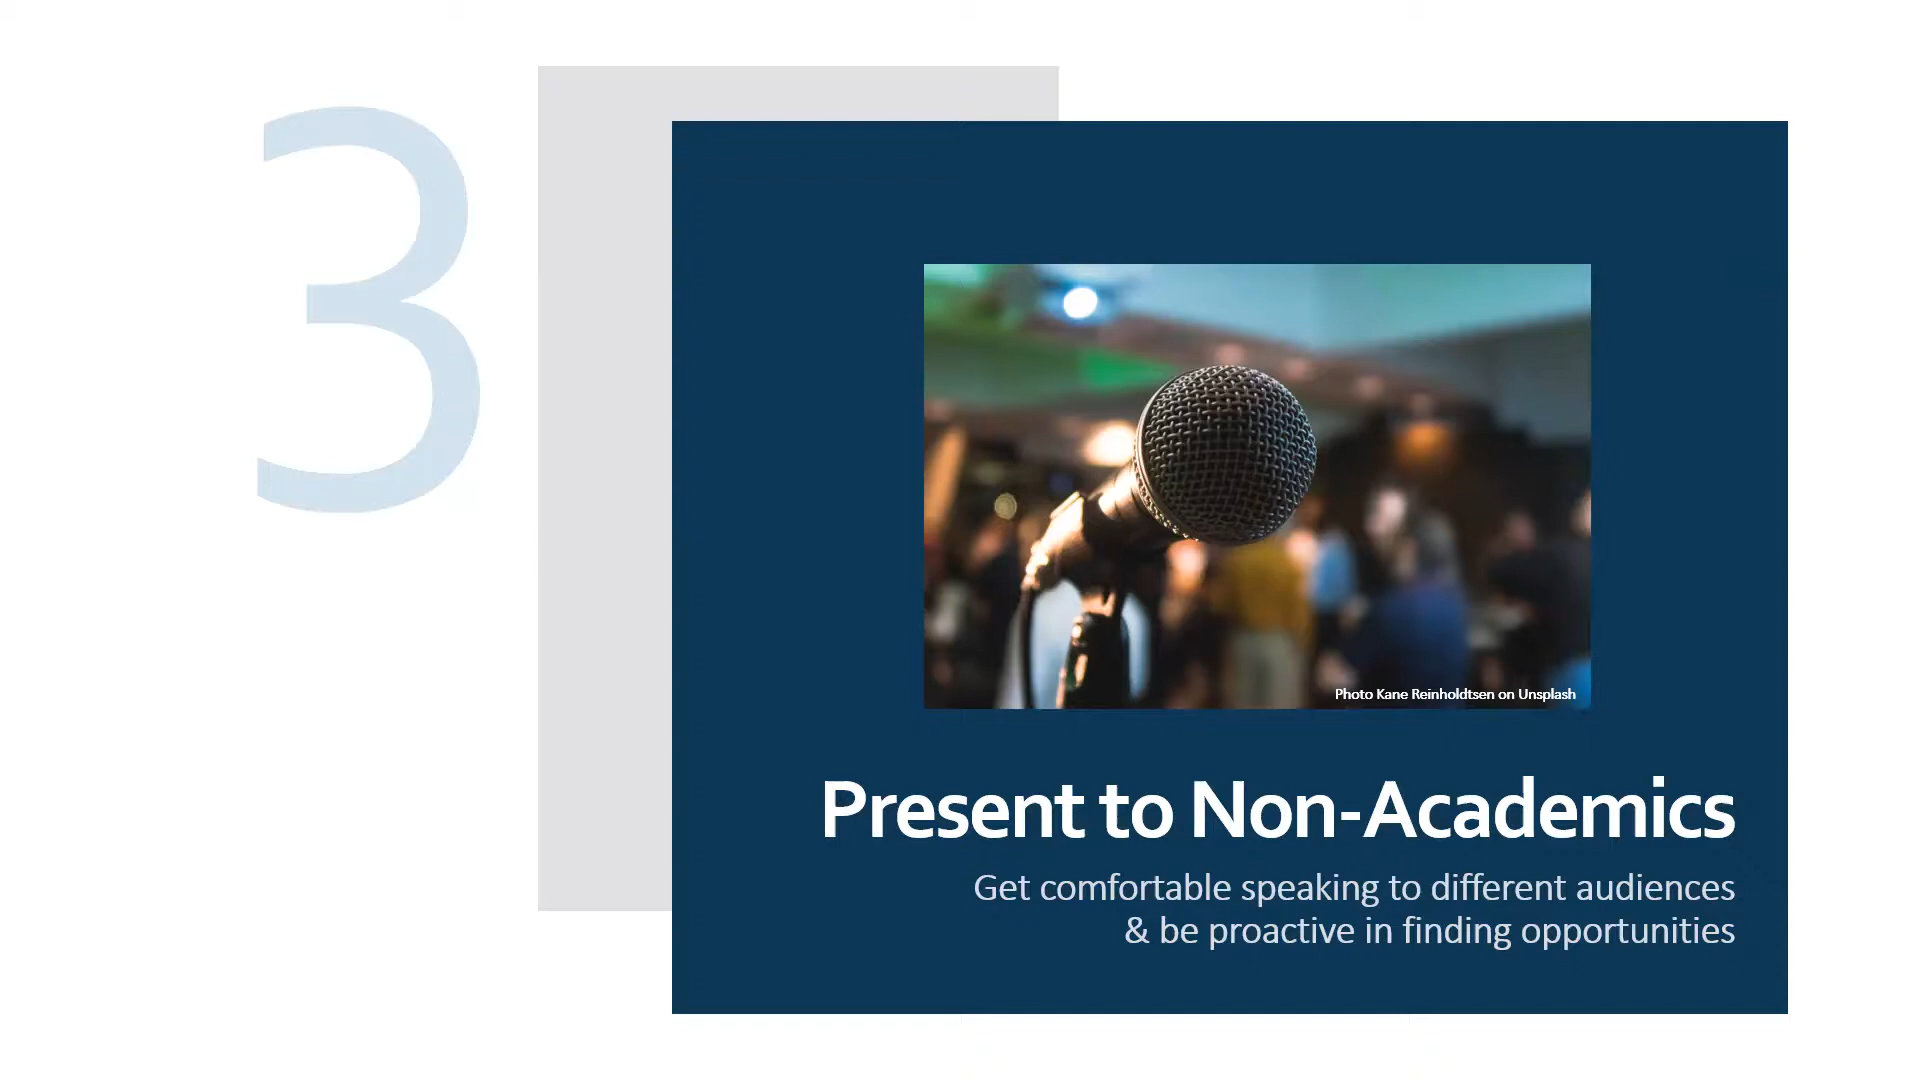 3
Photo Kane Reinholdtsen on Unsplash
Present to Non-Academics
Get comfortable speaking to different audiences
& be proactive in finding opportunities